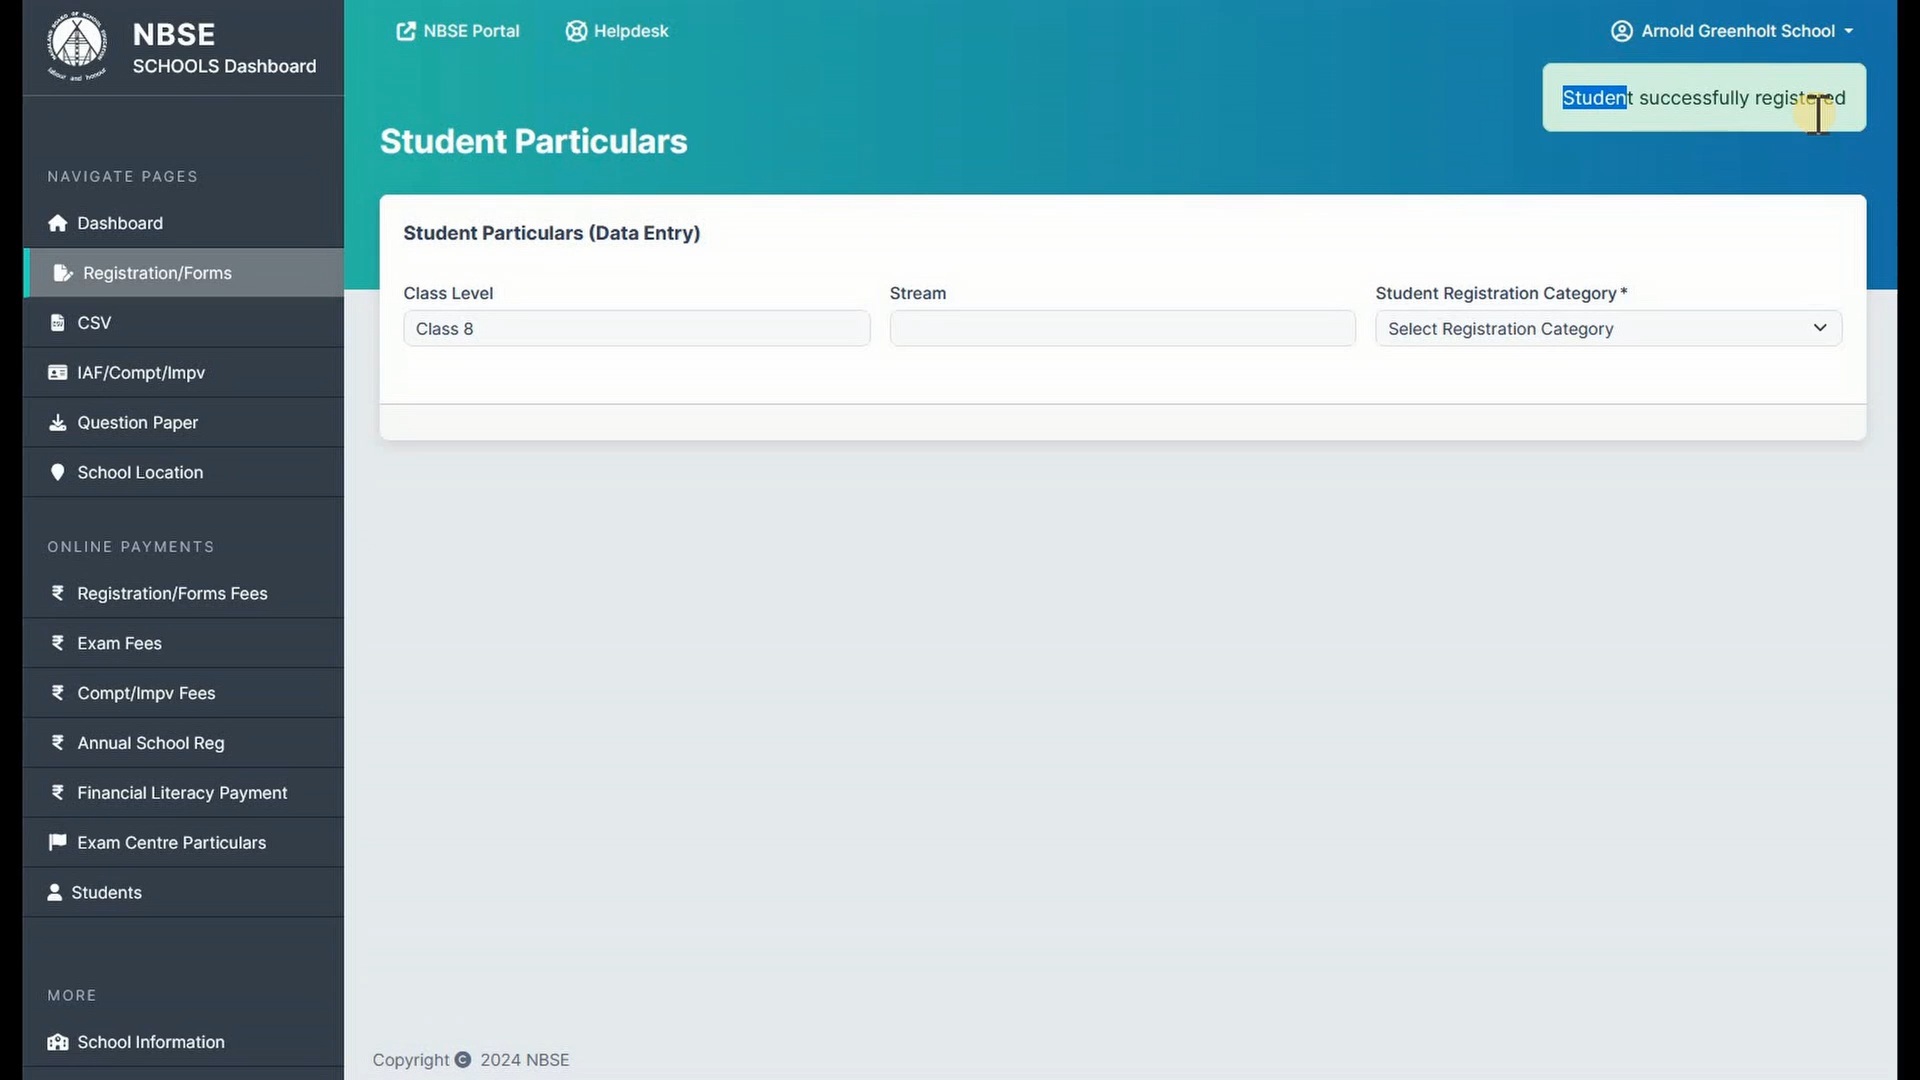 NBSE
SCHOOLS Dashboard
NBSE Portal
Helpdesk
Arnold Greenholt School
Student successfully registered
Student Particulars
NAVIGATE PAGES
Dashboard
Registration/Forms
CSV
IAF/Compt/Impv
Question Paper
School Location
ONLINE PAYMENTS
₹ Registration/Forms Fees
₹ Exam Fees
₹ Compt/Impv Fees
₹ Annual School Reg
₹ Financial Literacy Payment
Exam Centre Particulars
Students
MORE
School Information
Student Particulars (Data Entry)
Class Level
Class 8
Stream
Student Registration Category *
Select Registration Category
Copyright © 2024 NBSE